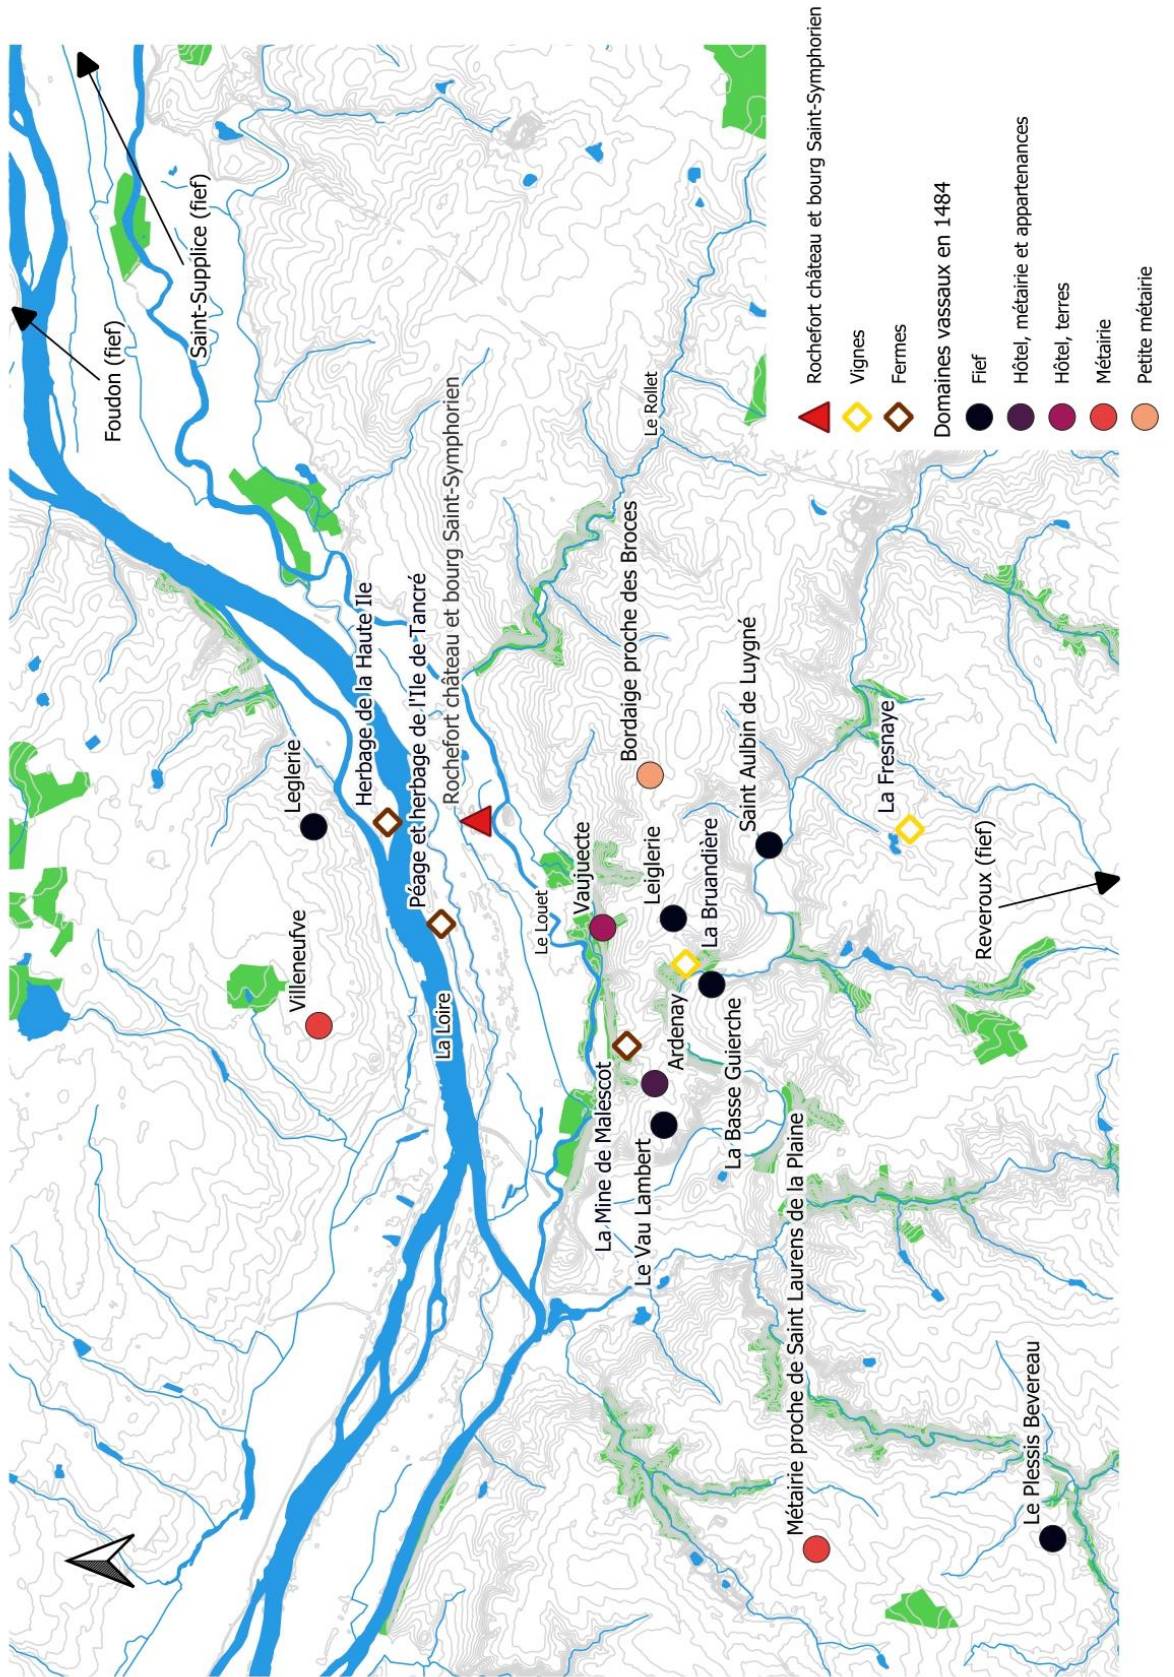 Foudon (fief)
Saint-Supplice (fief)
Leglerie
Villeneufve
Herbage de la Haute Ile
Péage et herbage de l'Ile de Tancré
Rochefort château et bourg Saint-Symphorien
La Loire
Le Louet
Le Rollet
Vaujuecte
Bordaige proche des Broces
Leiglerie
La Mine de Malescot
Ardenay
La Bruandière
Le Vau Lambert
La Basse Guierche
Saint Aulbin de Luygné
La Fresnaye
Reveroux (fief)
Métairie proche de Saint Laurens de la Plaine
Le Plessis Bevereau
Rochefort château et bourg Saint-Symphorien
Vignes
Fermes
Domaines vassaux en 1484
Fief
Hôtel, métairie et appartenances
Hôtel, terres
Métairie
Petite métairie